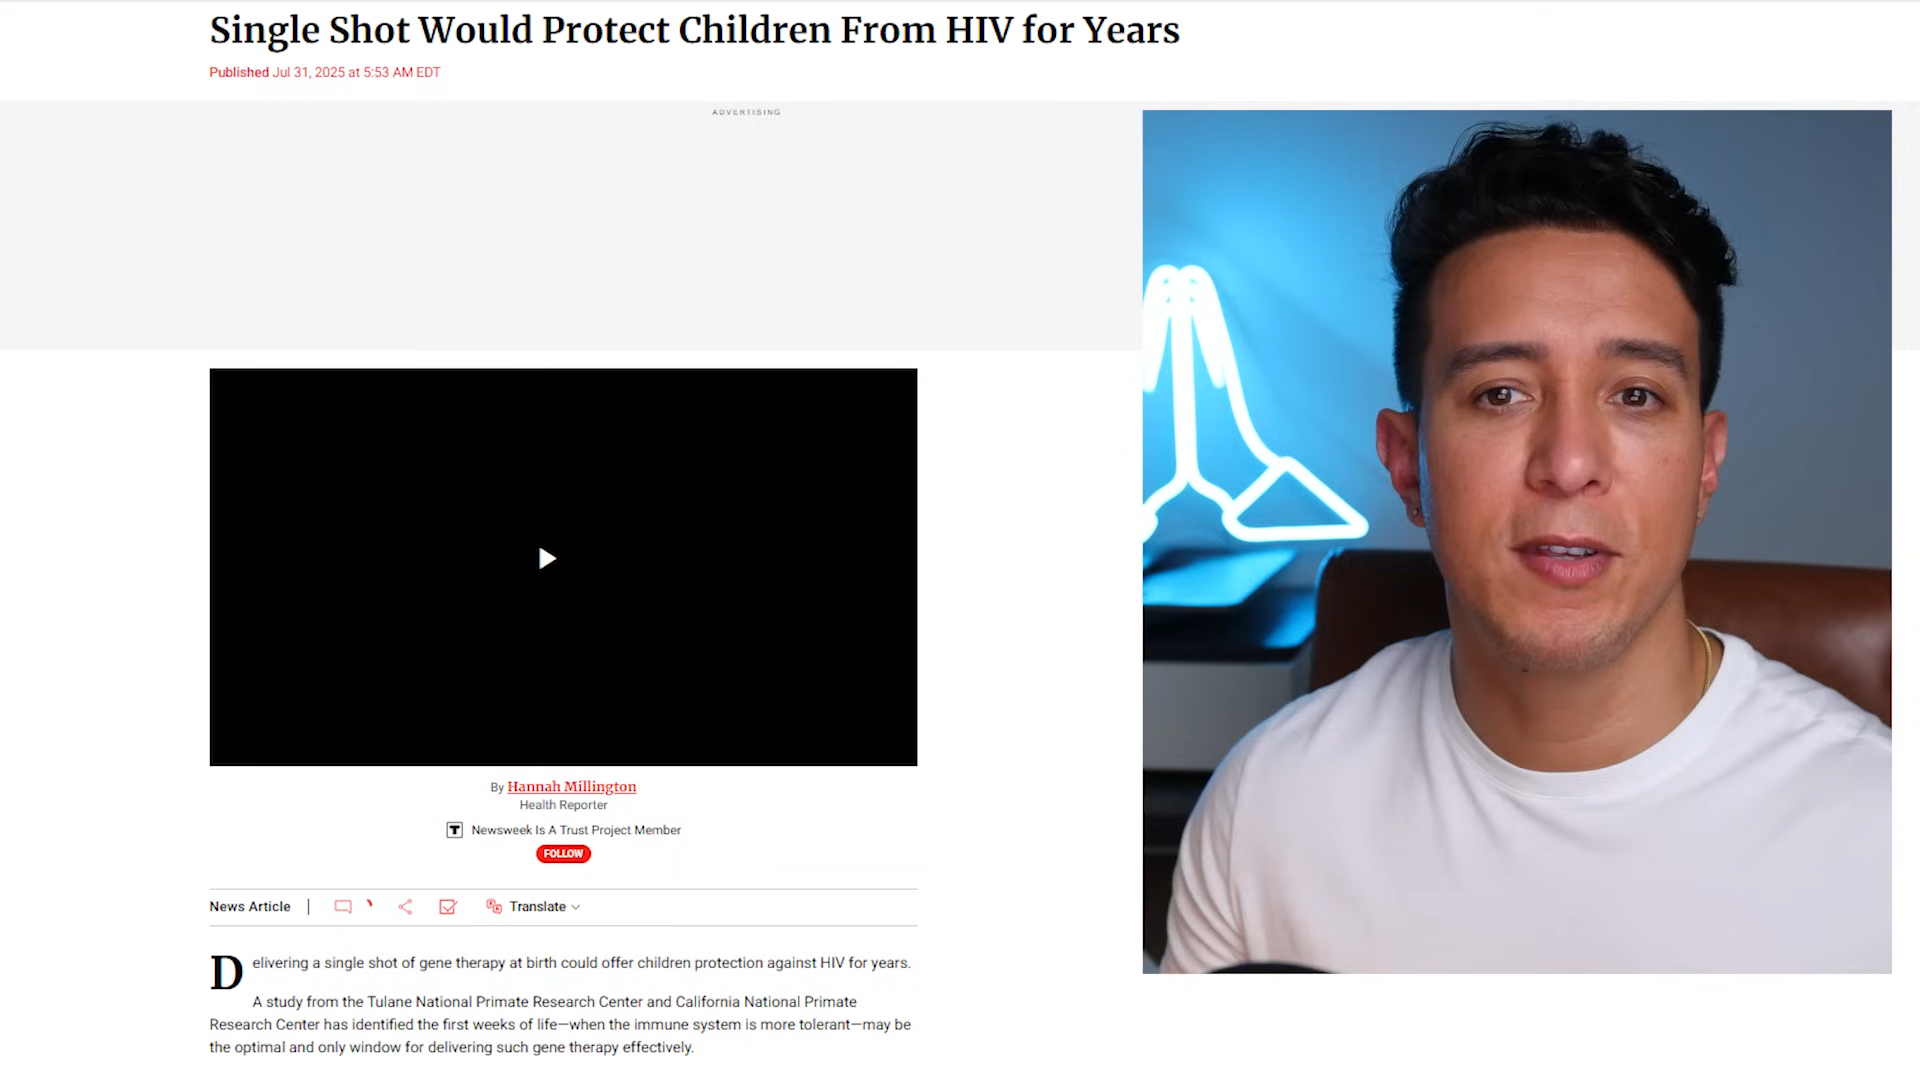 Single Shot Would Protect Children From HIV for Years
Published Jul 31, 2025 at 5:53 AM EDT
ADVERTISING
By Hannah Millington
Health Reporter
T Newsweek Is A Trust Project Member
FOLLOW
News Article | Translate
Delivering a single shot of gene therapy at birth could offer children protection against HIV for years.
A study from the Tulane National Primate Research Center and California National Primate
Research Center has identified the first weeks of life—when the immune system is more tolerant—may be
the optimal and only window for delivering such gene therapy effectively.